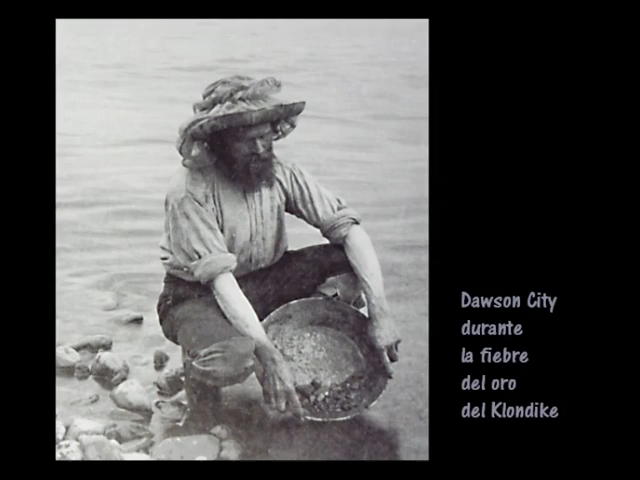 Dawson City
durante
la fiebre
del oro
del Klondike